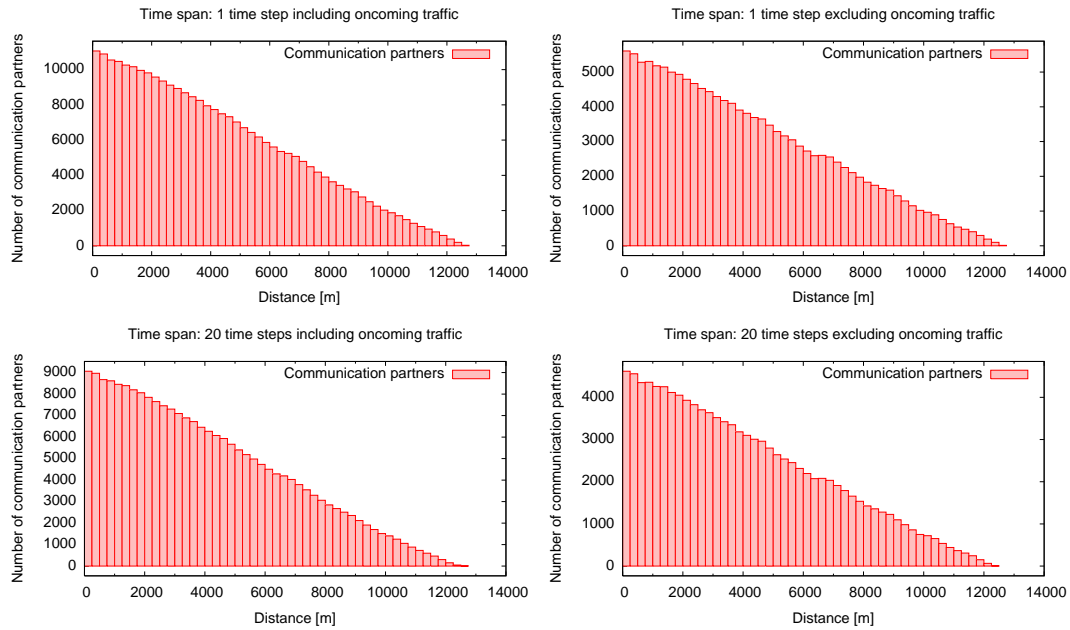 Time span: 1 time step including oncoming traffic
Number of communication partners
10000
8000
6000
4000
2000
0
Communication partners
0 2000 4000 6000 8000 10000 12000 14000
Distance [m]
Time span: 1 time step excluding oncoming traffic
Number of communication partners
5000
4000
3000
2000
1000
0
Communication partners
0 2000 4000 6000 8000 10000 12000 14000
Distance [m]
Time span: 20 time steps including oncoming traffic
Number of communication partners
9000
8000
7000
6000
5000
4000
3000
2000
1000
0
Communication partners
0 2000 4000 6000 8000 10000 12000 14000
Distance [m]
Time span: 20 time steps excluding oncoming traffic
Number of communication partners
4000
3000
2000
1000
0
Communication partners
0 2000 4000 6000 8000 10000 12000 14000
Distance [m]